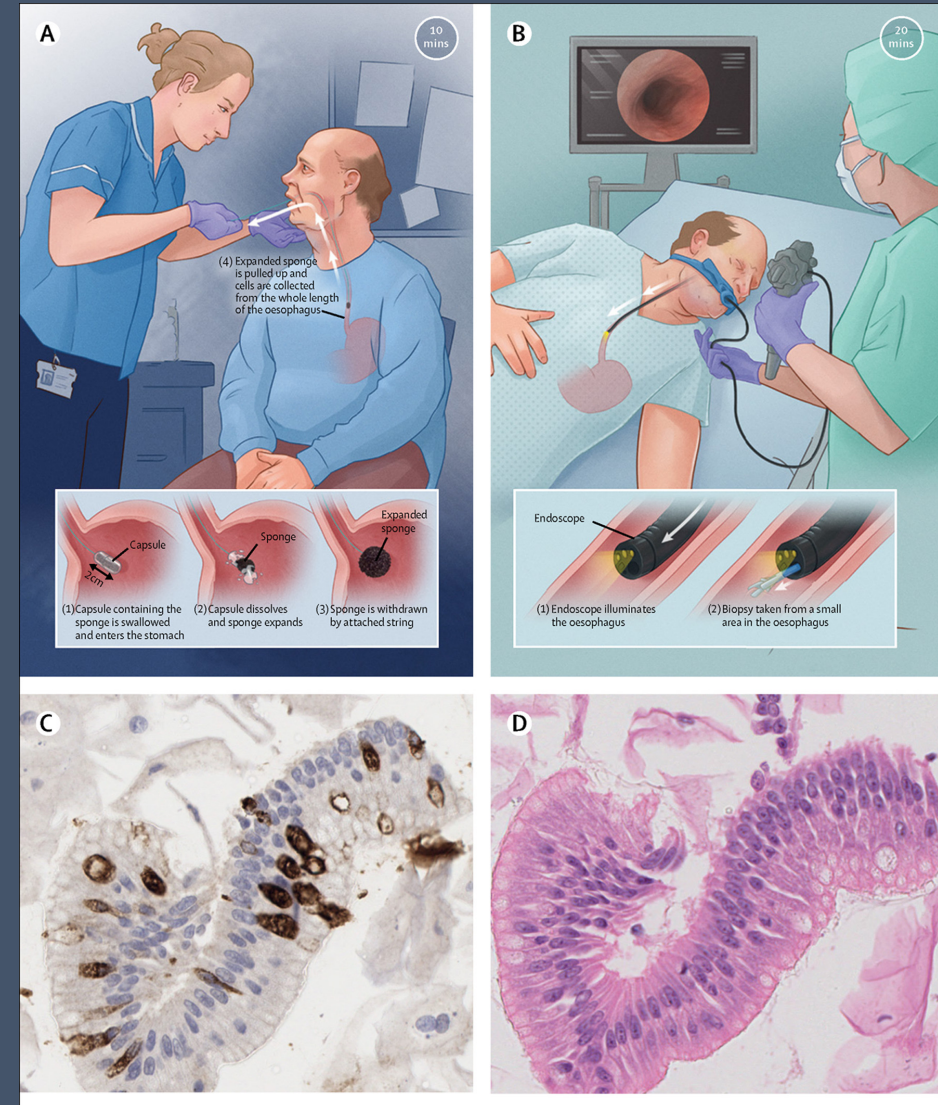 A
10
mins
(4) Expanded sponge
is pulled up and
cells are collected
from the whole length
of the oesophagus
Capsule
2cm
Sponge
Expanded
sponge
(1) Capsule containing the
sponge is swallowed
and enters the stomach
(2) Capsule dissolves
and sponge expands
(3) Sponge is withdrawn
by attached string
B
20
mins
Endoscope
(1) Endoscope illuminates
the oesophagus
(2) Biopsy taken from a small
area in the oesophagus
C
D